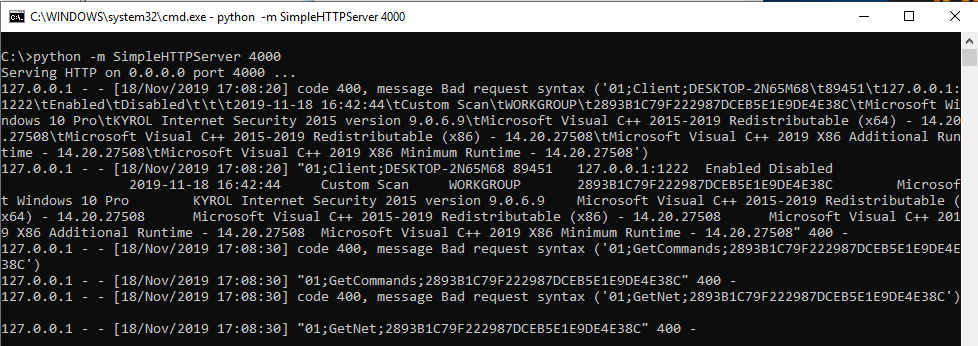 C:\WINDOWS\system32\cmd.exe - python  -m SimpleHTTPServer 4000
C:\>python -m SimpleHTTPServer 4000
Serving HTTP on 0.0.0.0 port 4000 ...
127.0.0.1 - - [18/Nov/2019 17:08:20] code 400, message Bad request syntax ('01;Client;DESKTOP-2N65M68\t89451\t127.0.0.1:
1222\tEnabled\tDisabled\t\t\t2019-11-18 16:42:44\tCustom Scan\tWORKGROUP\t2893B1C79F222987DCEB5E1E9DE4E38C\tMicrosoft Wi
ndows 10 Pro\tKYROL Internet Security 2015 version 9.0.6.9\tMicrosoft Visual C++ 2015-2019 Redistributable (x64) - 14.20
.27508\tMicrosoft Visual C++ 2015-2019 Redistributable (x86) - 14.20.27508\tMicrosoft Visual C++ 2019 X86 Additional Run
time - 14.20.27508\tMicrosoft Visual C++ 2019 X86 Minimum Runtime - 14.20.27508')
127.0.0.1 - - [18/Nov/2019 17:08:20] "01;Client;DESKTOP-2N65M68 89451   127.0.0.1:1222  Enabled Disabled
2019-11-18 16:42:44     Custom Scan     WORKGROUP       2893B1C79F222987DCEB5E1E9DE4E38C        Microsof
t Windows 10 Pro        KYROL Internet Security 2015 version 9.0.6.9    Microsoft Visual C++ 2015-2019 Redistributable (
x64) - 14.20.27508      Microsoft Visual C++ 2015-2019 Redistributable (x86) - 14.20.27508      Microsoft Visual C++ 201
9 X86 Additional Runtime - 14.20.27508  Microsoft Visual C++ 2019 X86 Minimum Runtime - 14.20.27508" 400 -
127.0.0.1 - - [18/Nov/2019 17:08:30] code 400, message Bad request syntax ('01;GetCommands;2893B1C79F222987DCEB5E1E9DE4E
38C')
127.0.0.1 - - [18/Nov/2019 17:08:30] "01;GetCommands;2893B1C79F222987DCEB5E1E9DE4E38C" 400 -
127.0.0.1 - - [18/Nov/2019 17:08:30] code 400, message Bad request syntax ('01;GetNet;2893B1C79F222987DCEB5E1E9DE4E38C')
127.0.0.1 - - [18/Nov/2019 17:08:30] "01;GetNet;2893B1C79F222987DCEB5E1E9DE4E38C" 400 -